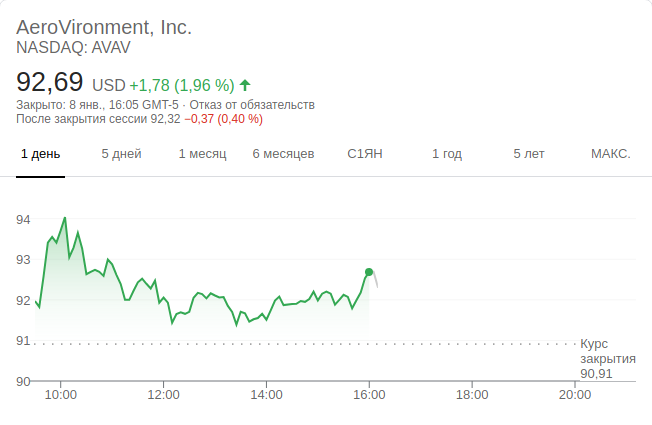 AeroVironment, Inc.
NASDAQ: AVAV
92,69 USD +1,78 (1,96 %)
Закрыто: 8 янв., 16:05 GMT-5 · Отказ от обязательств
После закрытия сессии 92,32 −0,37 (0,40 %)
1 день 5 дней 1 месяц 6 месяцев С1ЯН 1 год 5 лет МАКС.
94
93
92
91
Курс
закрытия
90,91
90
10:00 12:00 14:00 16:00 18:00 20:00